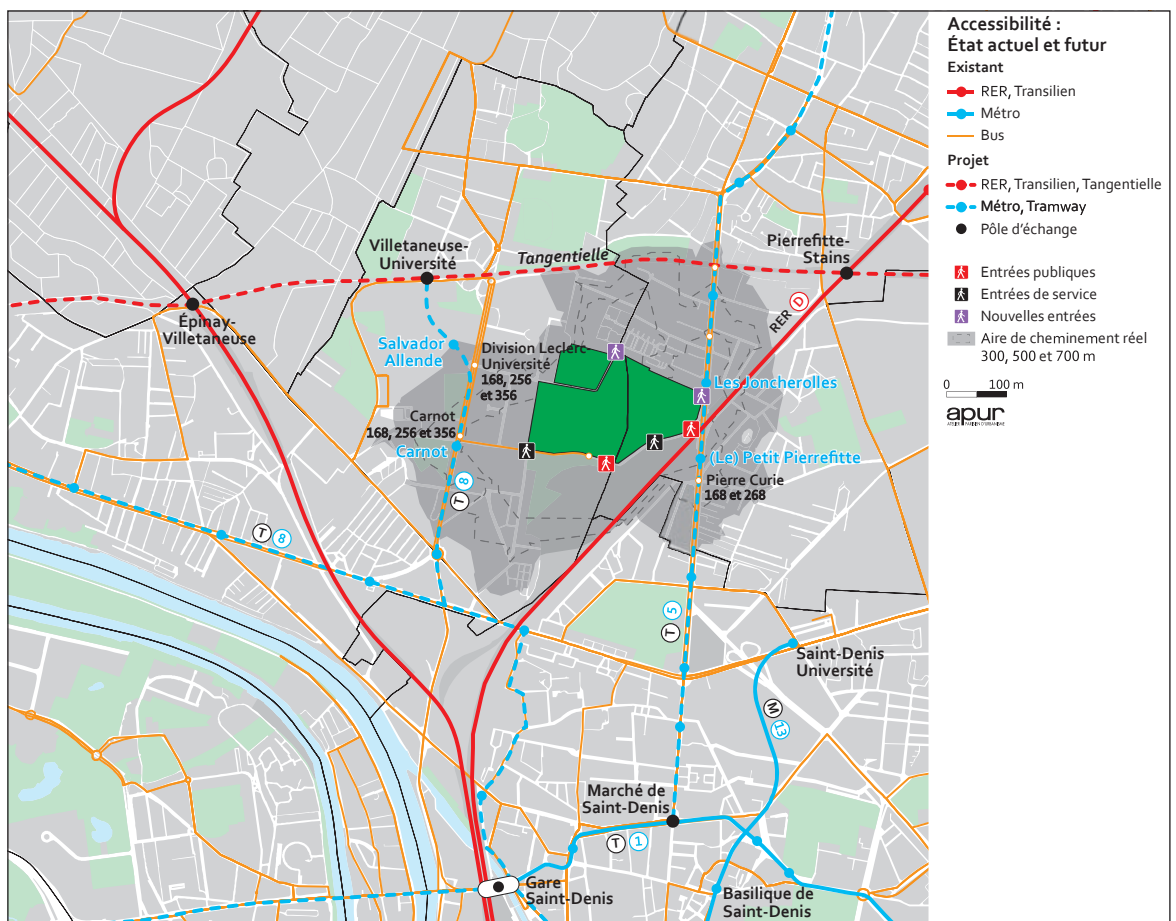 Accessibilité :
État actuel et futur
Existant
RER, Transilien
Métro
Bus
Projet
RER, Transilien, Tangentielle
Métro, Tramway
Pôle d'échange
Entrées publiques
Entrées de service
Nouvelles entrées
Aire de cheminement réel
300, 500 et 700 m
0 100 m
apur
ATELIER PARISIEN D'URBANISME
Villetaneuse-
Université
Tangentielle
Pierrefitte-
Stains
Épinay-
Villetaneuse
RER D
Salvador
Allende
Division Leclerc-
Université
168, 256
et 356
Les Joncherolles
Carnot
168, 256 et 356
Carnot
(Le) Petit Pierrefitte
Pierre Curie
168 et 268
T 8
T 8
T 5
Saint-Denis
Université
M 13
Marché de
Saint-Denis
T 1
Gare
Saint-Denis
Basilique de
Saint-Denis